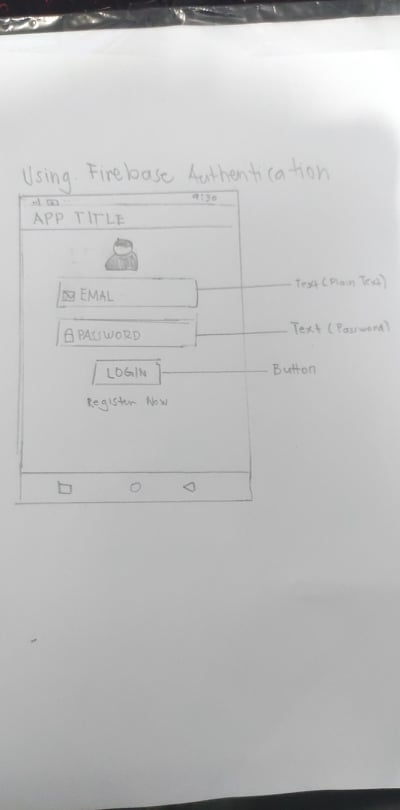 Using Firebase Authentication
9:30
APP TITLE
EMAL
Text (Plain Text)
PASSWORD
Text (Password)
LOGIN
Button
Register Now